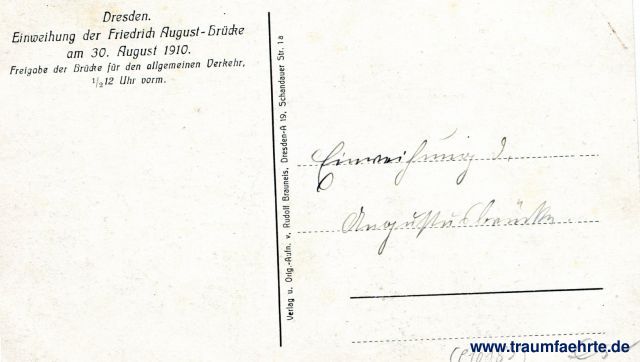 Dresden.
Einweihung der Friedrich August-Brücke
am 30. August 1910.
Freigabe der Brücke für den allgemeinen Verkehr,
1/2 12 Uhr vorm.
Verlag u. Orig.-Aufn. v. Rudolf Brauneis, Dresden-A 19, Schandauer Str. 1a
Einweihung d.
Augustusbrücke.
www.traumfaehrte.de